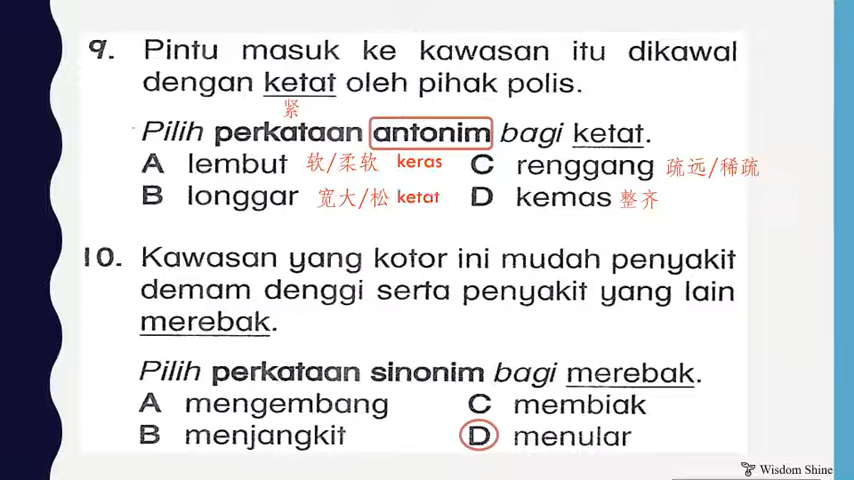 9. Pintu masuk ke kawasan itu dikawal
dengan ketat oleh pihak polis.
紧
Pilih perkataan antonim bagi ketat.
A lembut 软/柔软 keras C renggang 疏远/稀疏
B longgar 宽大/松 ketat D kemas 整齐
10. Kawasan yang kotor ini mudah penyakit
demam denggi serta penyakit yang lain
merebak.
Pilih perkataan sinonim bagi merebak.
A mengembang C membiak
B menjangkit D menular
Wisdom Shine